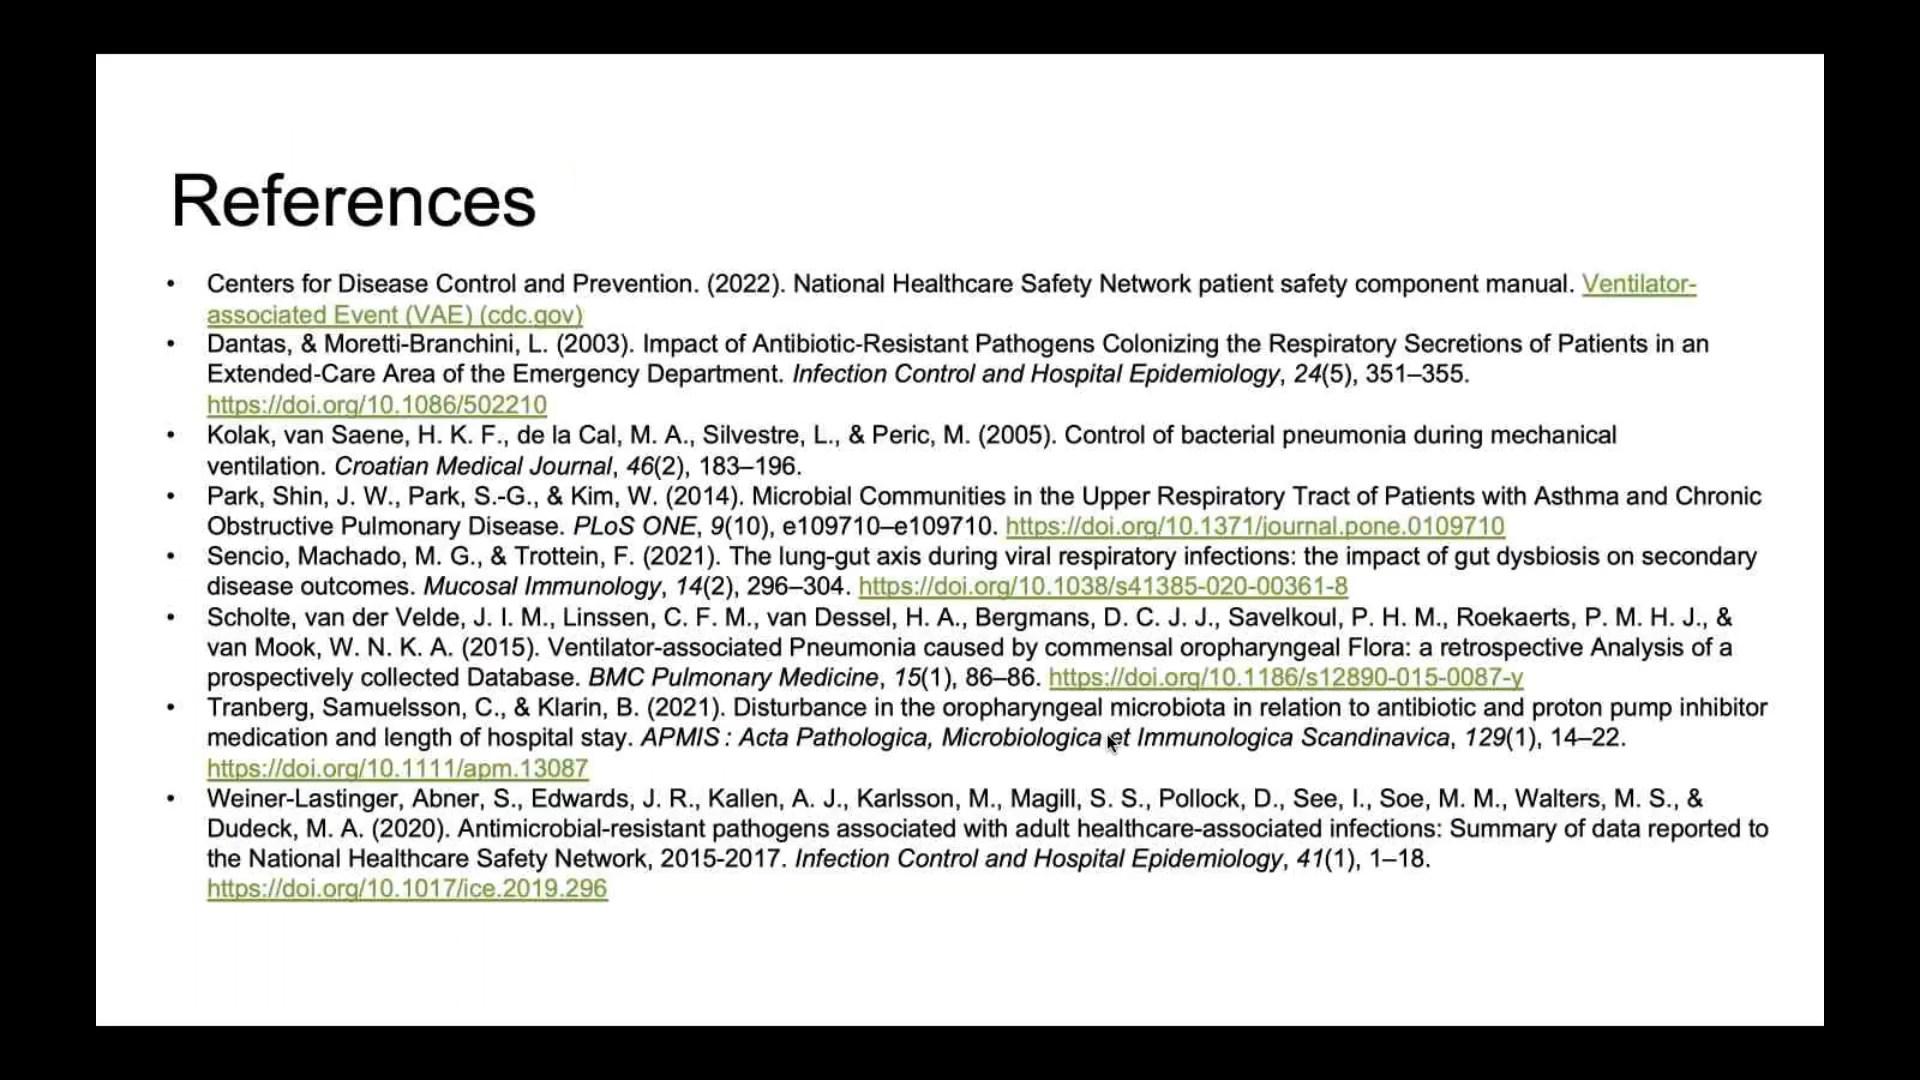 References
• Centers for Disease Control and Prevention. (2022). National Healthcare Safety Network patient safety component manual. Ventilator-
associated Event (VAE) (cdc.gov)
• Dantas, & Moretti-Branchini, L. (2003). Impact of Antibiotic-Resistant Pathogens Colonizing the Respiratory Secretions of Patients in an
Extended-Care Area of the Emergency Department. Infection Control and Hospital Epidemiology, 24(5), 351–355.
https://doi.org/10.1086/502210
• Kolak, van Saene, H. K. F., de la Cal, M. A., Silvestre, L., & Peric, M. (2005). Control of bacterial pneumonia during mechanical
ventilation. Croatian Medical Journal, 46(2), 183–196.
• Park, Shin, J. W., Park, S.-G., & Kim, W. (2014). Microbial Communities in the Upper Respiratory Tract of Patients with Asthma and Chronic
Obstructive Pulmonary Disease. PLoS ONE, 9(10), e109710–e109710. https://doi.org/10.1371/journal.pone.0109710
• Sencio, Machado, M. G., & Trottein, F. (2021). The lung-gut axis during viral respiratory infections: the impact of gut dysbiosis on secondary
disease outcomes. Mucosal Immunology, 14(2), 296–304. https://doi.org/10.1038/s41385-020-00361-8
• Scholte, van der Velde, J. I. M., Linssen, C. F. M., van Dessel, H. A., Bergmans, D. C. J. J., Savelkoul, P. H. M., Roekaerts, P. M. H. J., &
van Mook, W. N. K. A. (2015). Ventilator-associated Pneumonia caused by commensal oropharyngeal Flora: a retrospective Analysis of a
prospectively collected Database. BMC Pulmonary Medicine, 15(1), 86–86. https://doi.org/10.1186/s12890-015-0087-y
• Tranberg, Samuelsson, C., & Klarin, B. (2021). Disturbance in the oropharyngeal microbiota in relation to antibiotic and proton pump inhibitor
medication and length of hospital stay. APMIS : Acta Pathologica, Microbiologica et Immunologica Scandinavica, 129(1), 14–22.
https://doi.org/10.1111/apm.13087
• Weiner-Lastinger, Abner, S., Edwards, J. R., Kallen, A. J., Karlsson, M., Magill, S. S., Pollock, D., See, I., Soe, M. M., Walters, M. S., &
Dudeck, M. A. (2020). Antimicrobial-resistant pathogens associated with adult healthcare-associated infections: Summary of data reported to
the National Healthcare Safety Network, 2015-2017. Infection Control and Hospital Epidemiology, 41(1), 1–18.
https://doi.org/10.1017/ice.2019.296